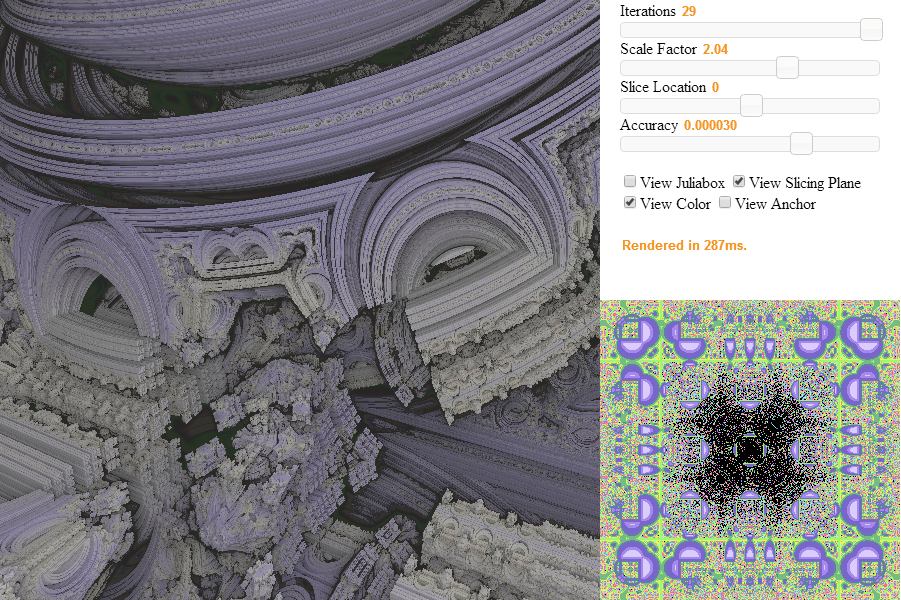 Iterations 29
Scale Factor 2.04
Slice Location 0
Accuracy 0.000030
View Juliabox View Slicing Plane
View Color View Anchor
Rendered in 287ms.